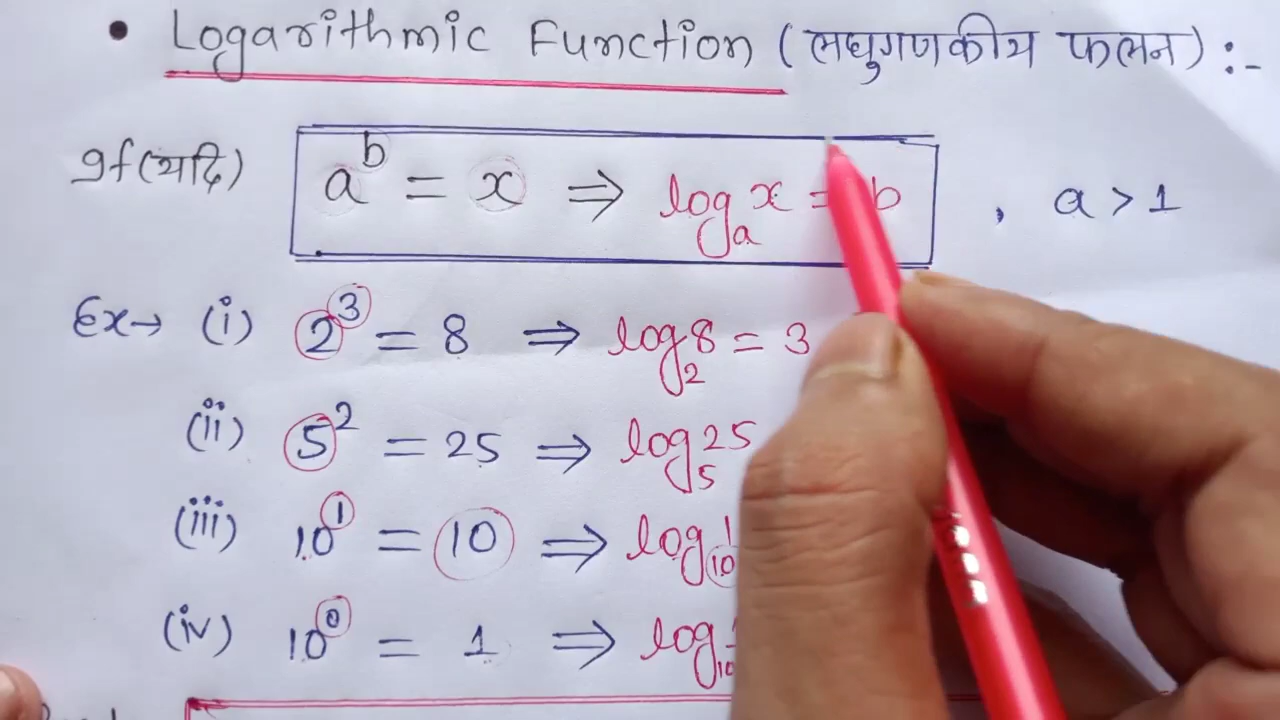 • Logarithmic Function (लघुगणकीय फलन) :-
If (यदि) a^b = x ⇒ log_a x = b , a > 1
Ex→ (i) 2^3 = 8 ⇒ log_2 8 = 3
(ii) 5^2 = 25 ⇒ log_5 25
(iii) 10^1 = 10 ⇒ log_10
(iv) 10^0 = 1 ⇒ log_10